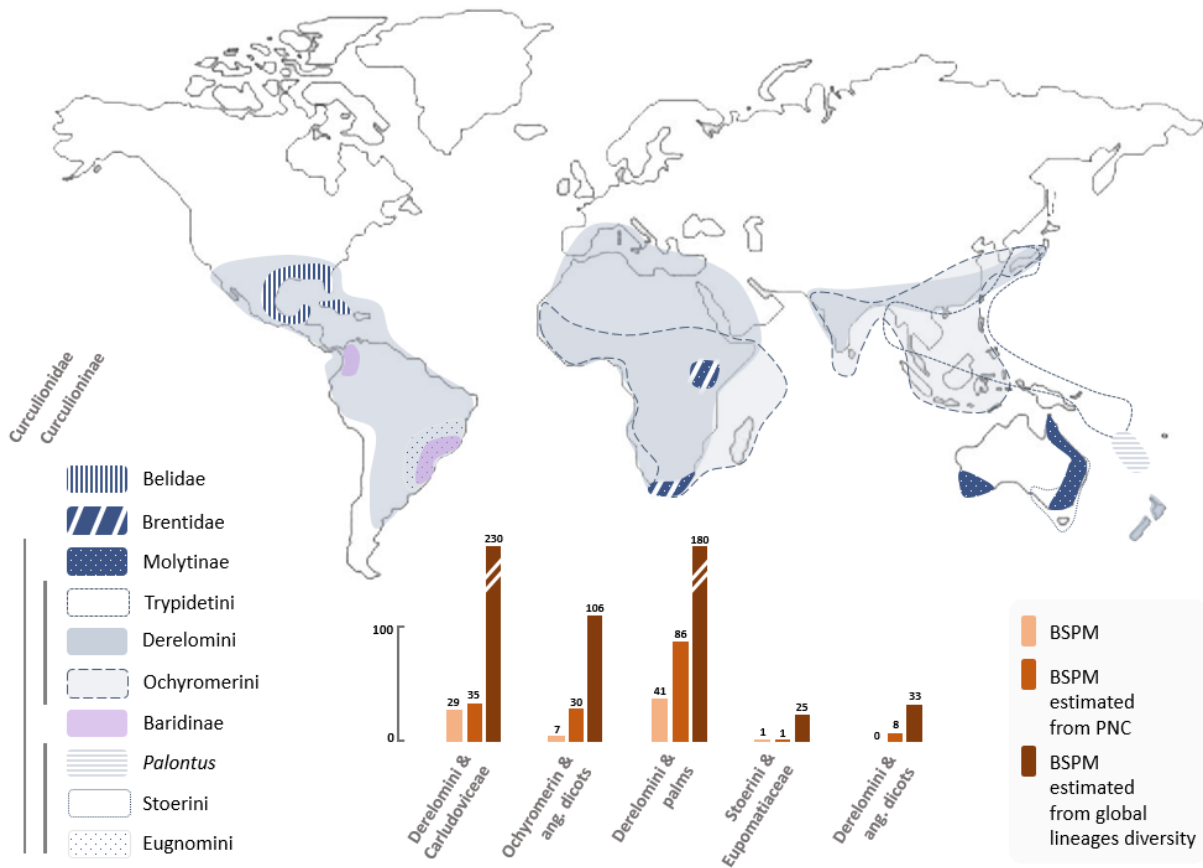 Curculionidae
Curculioninae
Belidae
Brentidae
Molytinae
Trypidetini
Derelomini
Ochyromerini
Baridinae
Palontus
Stoerini
Eugnomini
100
0
29
35
230
7
30
106
41
86
180
1
1
25
0
8
33
Derelomini &
Carludoviceae
Ochyromerin &
ang. dicots
Derelomini &
palms
Stoerini &
Eupomatiaceae
Derelomini &
ang. dicots
BSPM
BSPM
estimated
from PNC
BSPM
estimated
from global
lineages diversity